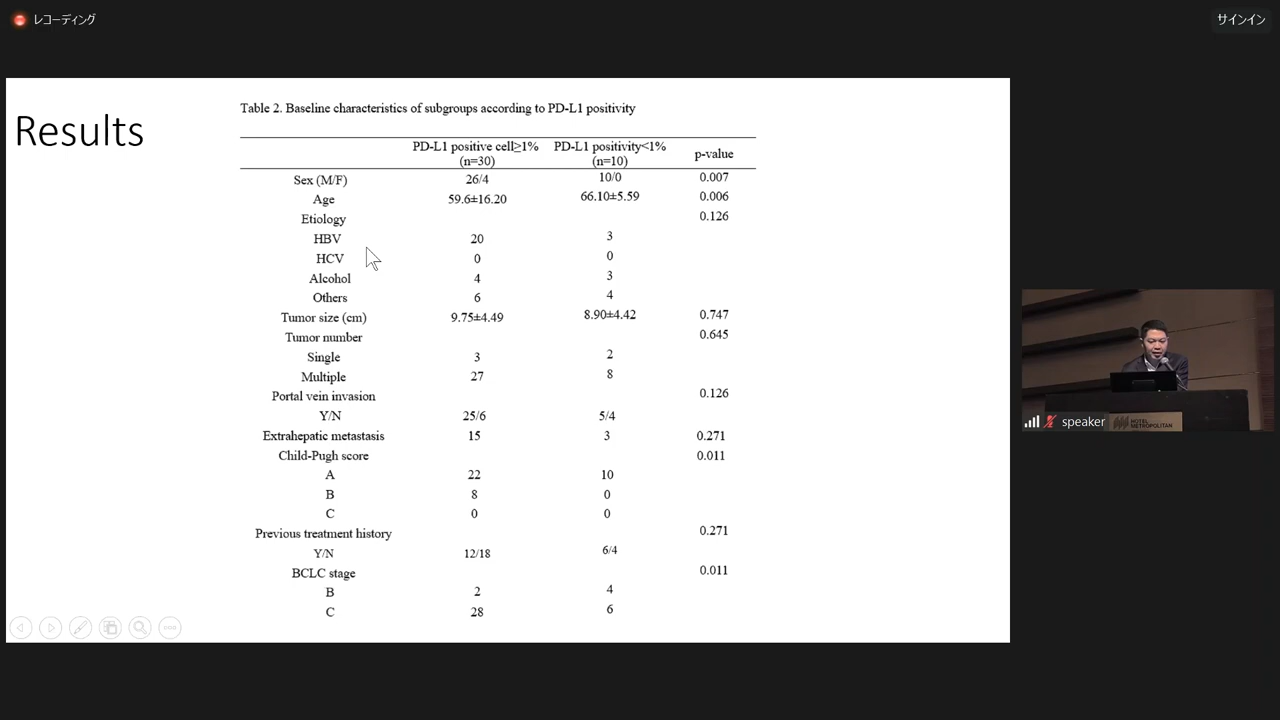 レコーディング
サインイン
Results
Table 2. Baseline characteristics of subgroups according to PD-L1 positivity
PD-L1 positive cell≥1% (n=30) PD-L1 positivity<1% (n=10) p-value
Sex (M/F) 26/4 10/0 0.007
Age 59.6±16.20 66.10±5.59 0.006
Etiology 0.126
HBV 20 3
HCV 0 0
Alcohol 4 3
Others 6 4
Tumor size (cm) 9.75±4.49 8.90±4.42 0.747
Tumor number 0.645
Single 3 2
Multiple 27 8
Portal vein invasion 0.126
Y/N 25/6 5/4
Extrahepatic metastasis 15 3 0.271
Child-Pugh score 0.011
A 22 10
B 8 0
C 0 0
Previous treatment history 0.271
Y/N 12/18 6/4
BCLC stage 0.011
B 2 4
C 28 6
speaker
HOTEL
METROPOLITAN